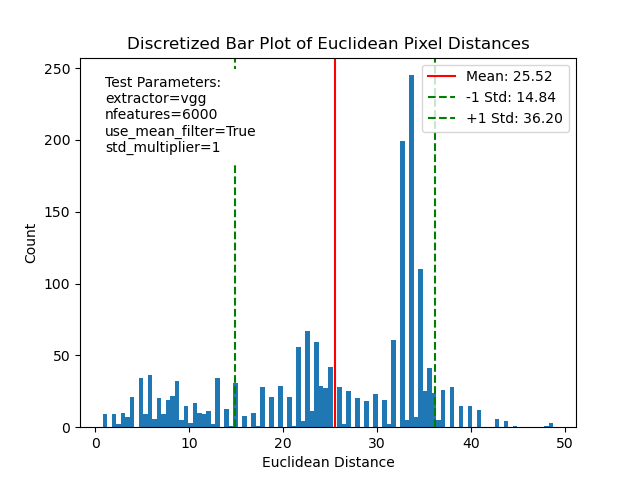 Discretized Bar Plot of Euclidean Pixel Distances
Test Parameters:
extractor=vgg
nfeatures=6000
use_mean_filter=True
std_multiplier=1
Mean: 25.52
-1 Std: 14.84
+1 Std: 36.20
Count
250
200
150
100
50
0
0 10 20 30 40 50
Euclidean Distance